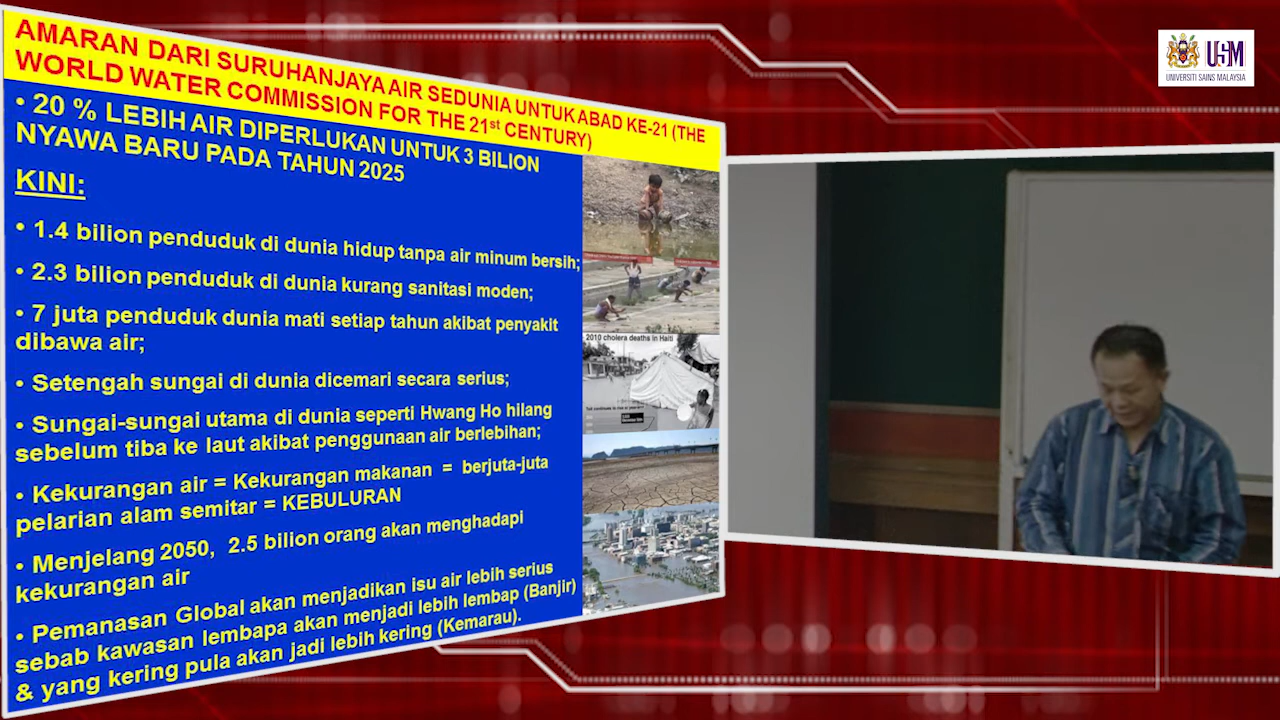 AMARAN DARI SURUHANJAYA AIR SEDUNIA UNTUK ABAD KE-21 (THE
WORLD WATER COMMISSION FOR THE 21st CENTURY)
• 20 % LEBIH AIR DIPERLUKAN UNTUK 3 BILION
NYAWA BARU PADA TAHUN 2025
KINI:
• 1.4 bilion penduduk di dunia hidup tanpa air minum bersih;
• 2.3 bilion penduduk di dunia kurang sanitasi moden;
• 7 juta penduduk dunia mati setiap tahun akibat penyakit
dibawa air;
• Setengah sungai di dunia dicemari secara serius;
• Sungai-sungai utama di dunia seperti Hwang Ho hilang
sebelum tiba ke laut akibat penggunaan air berlebihan;
• Kekurangan air = Kekurangan makanan = berjuta-juta
pelarian alam semitar = KEBULURAN
• Menjelang 2050, 2.5 bilion orang akan menghadapi
kekurangan air
• Pemanasan Global akan menjadikan isu air lebih serius
sebab kawasan lembapa akan menjadi lebih lembap (Banjir)
& yang kering pula akan jadi lebih kering (Kemarau).
2010 cholera deaths in Haiti
USM
UNIVERSITI SAINS MALAYSIA